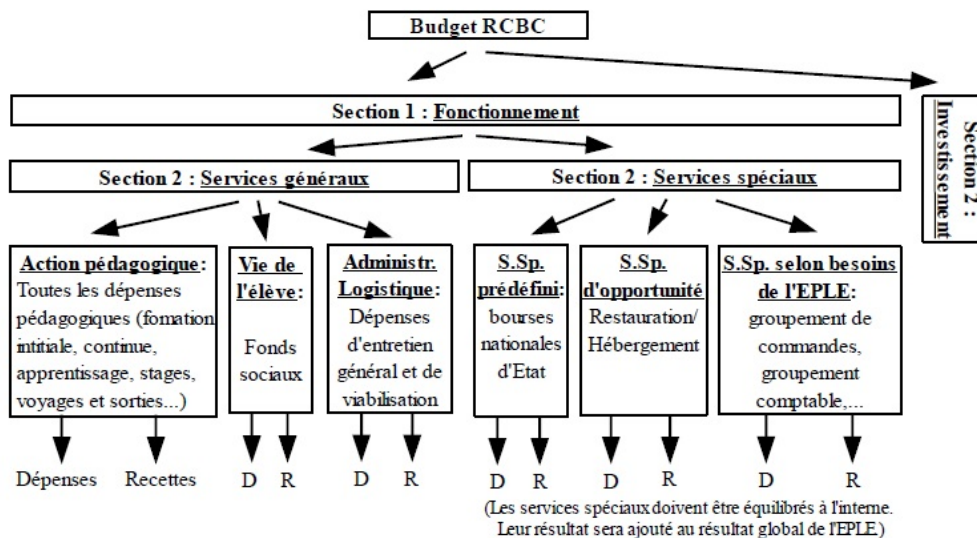 Budget RCBC
Section 1 : Fonctionnement
Section 2 :
Investissement
Section 2 : Services généraux
Section 2 : Services spéciaux
Action pédagogique:
Toutes les dépenses
pédagogiques (fomation
intitiale, continue,
apprentissage, stages,
voyages et sorties...)
Vie de
l'élève:
Fonds
sociaux
Administr.
Logistique:
Dépenses
d'entretien
général et de
viabilisation
S.Sp.
prédéfini:
bourses
nationales
d'Etat
S.Sp.
d'opportunité
Restauration/
Hébergement
S.Sp. selon besoins
de l'EPLE:
groupement de
commandes,
groupement
comptable,...
Dépenses Recettes D R D R D R D R D R
(Les services spéciaux doivent être équilibrés à l'interne.
Leur résultat sera ajouté au résultat global de l'EPLE.)